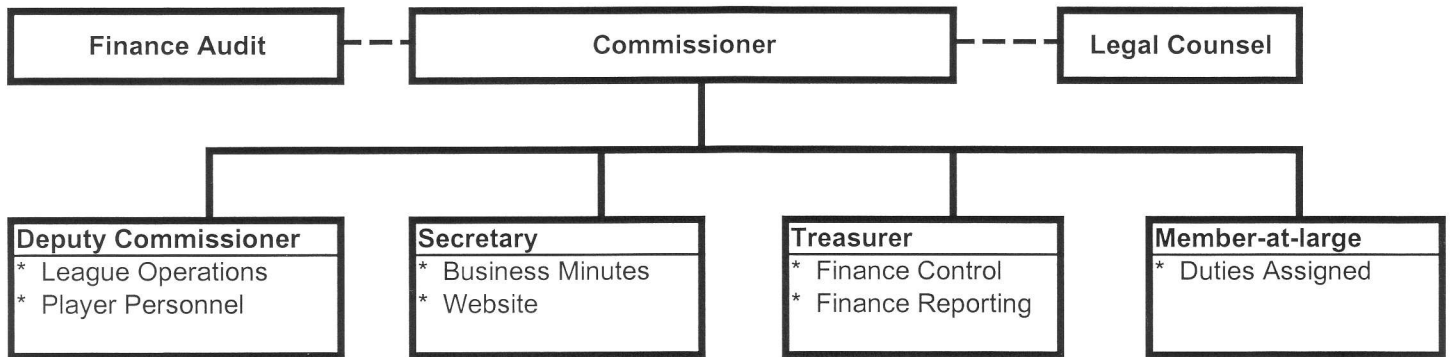 Finance Audit
Commissioner
Legal Counsel
Deputy Commissioner
* League Operations
* Player Personnel
Secretary
* Business Minutes
* Website
Treasurer
* Finance Control
* Finance Reporting
Member-at-large
* Duties Assigned